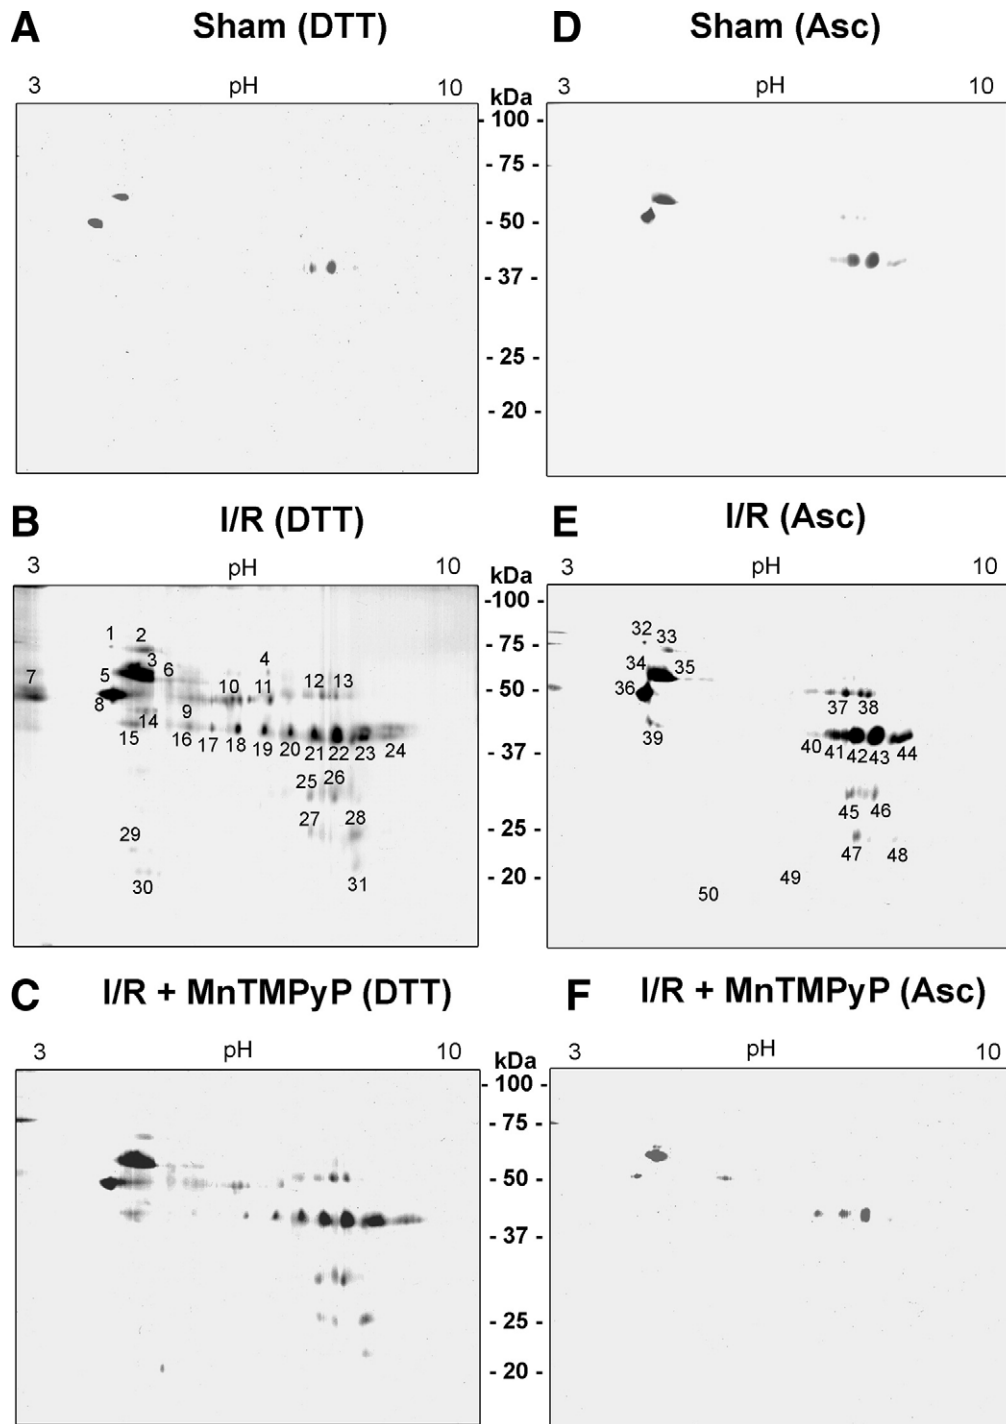 A Sham (DTT)
D Sham (Asc)
3 pH 10
kDa
3 pH 10
- 100 -
- 75 -
- 50 -
- 37 -
- 25 -
- 20 -
B I/R (DTT)
E I/R (Asc)
3 pH 10
kDa
3 pH 10
-100 -
- 75 -
- 50 -
- 37 -
- 25 -
- 20 -
1 2
3 6 4
7 5 10 11 12 13
8 14 9
15 16 17 18 19 20 21 22 23 24
25 26
27 28
29
30 31
32 33
34 35
36 37 38
39 40 41 42 43 44
45 46
47 48
49
50
C I/R + MnTMPyP (DTT)
F I/R + MnTMPyP (Asc)
3 pH 10
kDa
3 pH 10
- 100 -
- 75 -
- 50 -
- 37 -
- 25 -
- 20 -